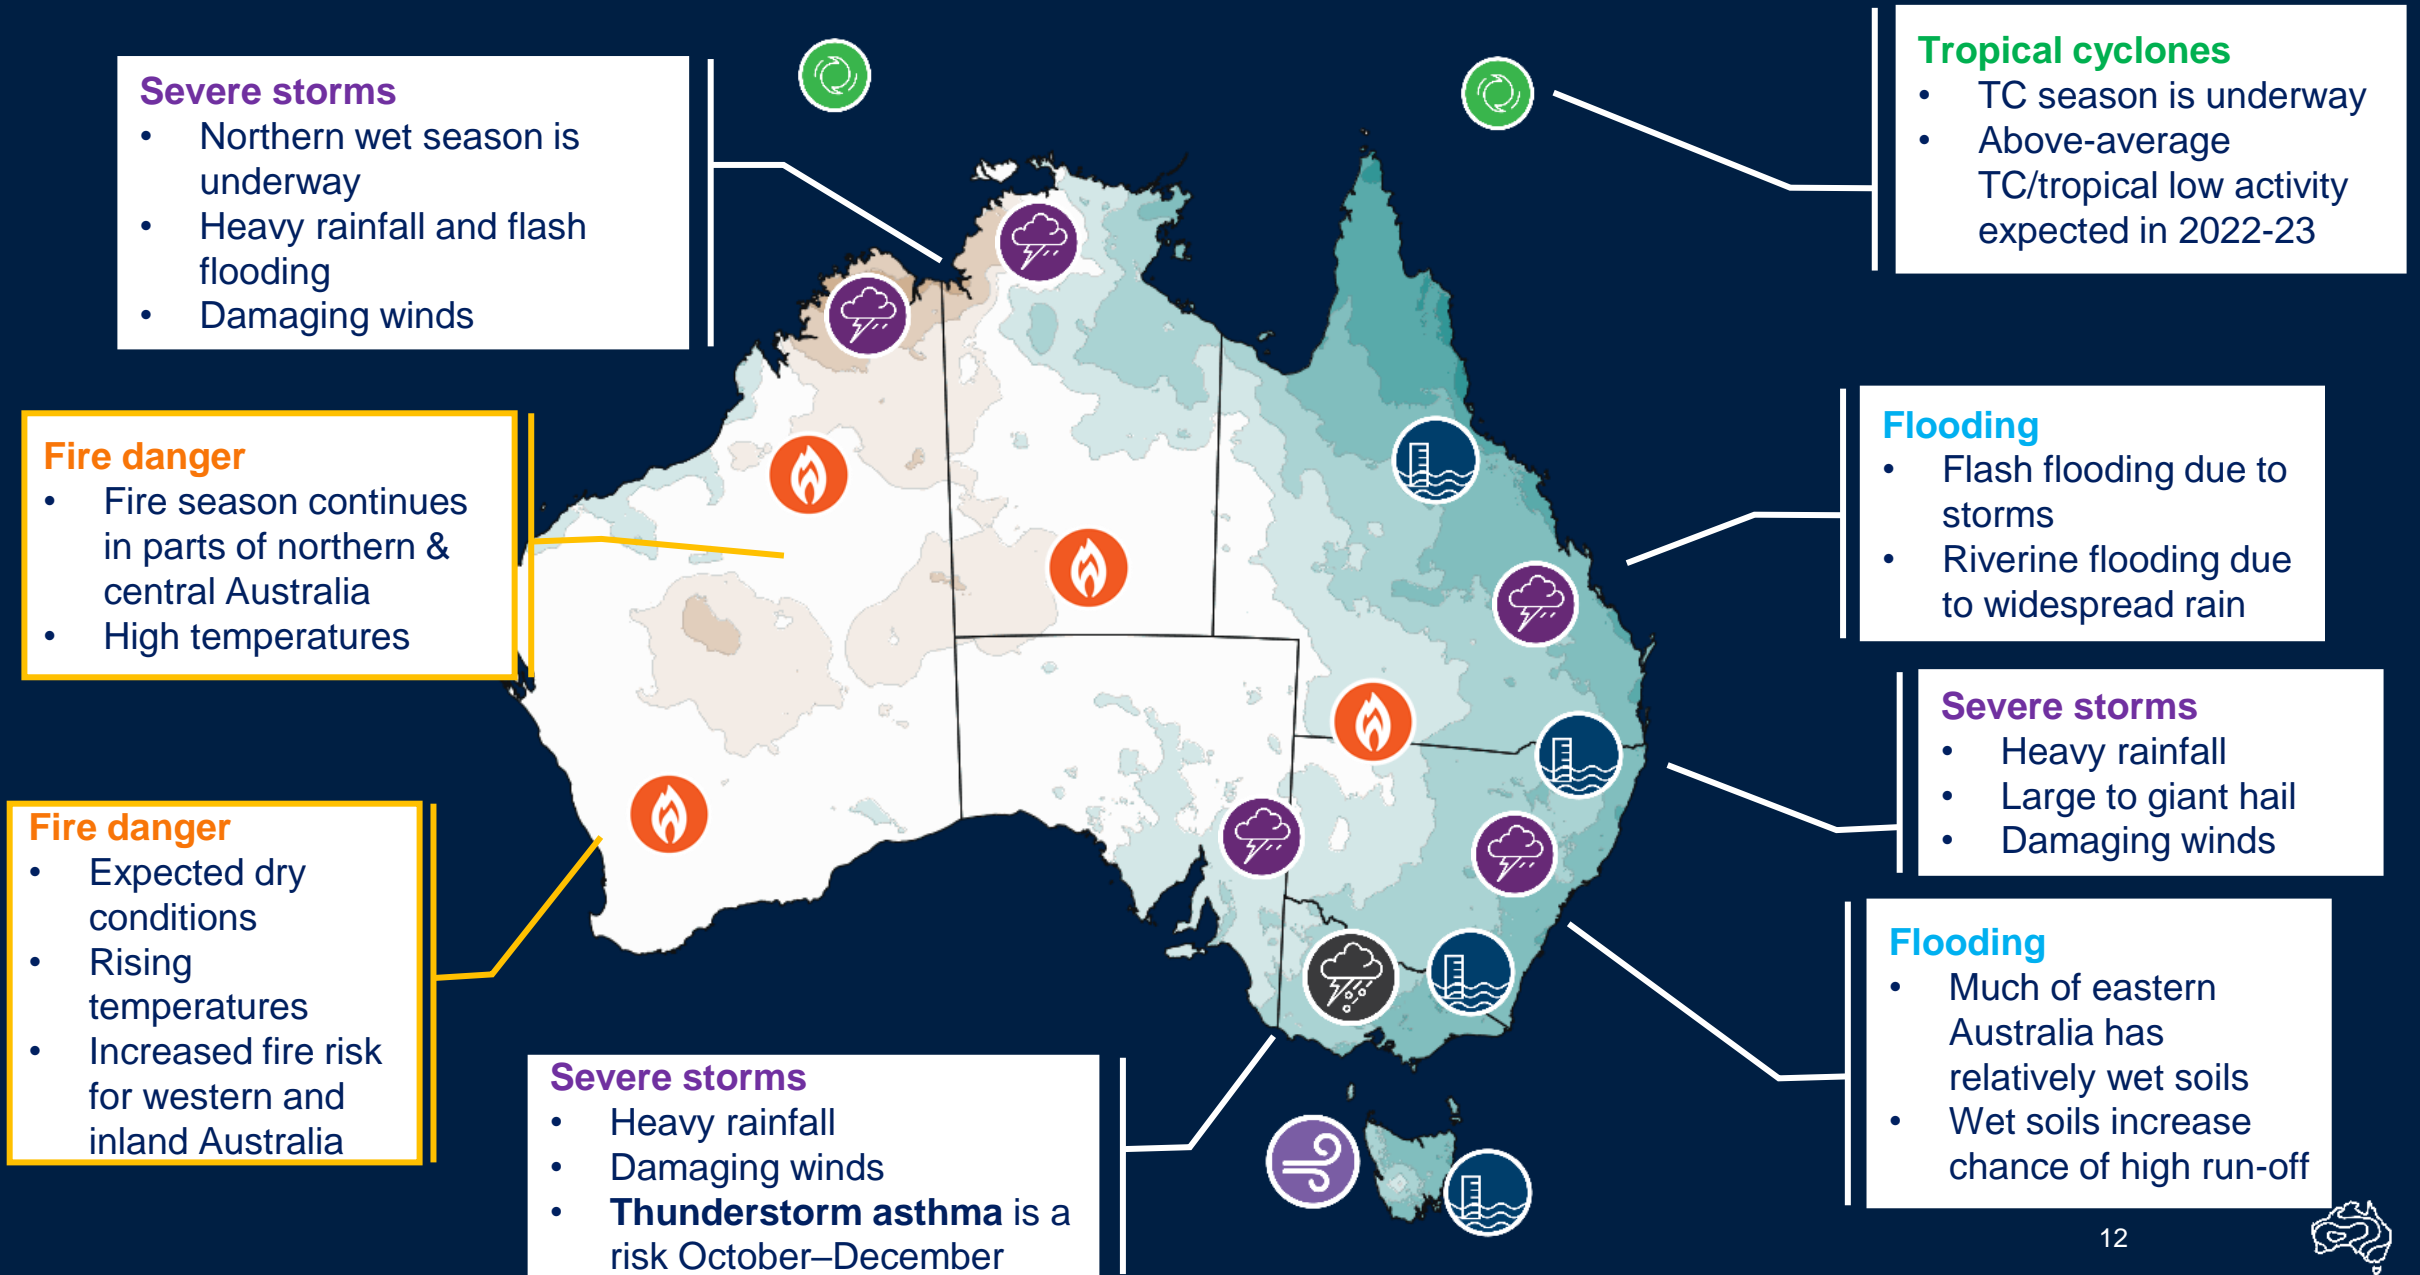 Severe storms
• Northern wet season is
underway
• Heavy rainfall and flash
flooding
• Damaging winds
Tropical cyclones
• TC season is underway
• Above-average
TC/tropical low activity
expected in 2022-23
Fire danger
• Fire season continues
in parts of northern &
central Australia
• High temperatures
Flooding
• Flash flooding due to
storms
• Riverine flooding due
to widespread rain
Severe storms
• Heavy rainfall
• Large to giant hail
• Damaging winds
Fire danger
• Expected dry
conditions
• Rising
temperatures
• Increased fire risk
for western and
inland Australia
Flooding
• Much of eastern
Australia has
relatively wet soils
• Wet soils increase
chance of high run-off
Severe storms
• Heavy rainfall
• Damaging winds
• Thunderstorm asthma is a
risk October–December
12